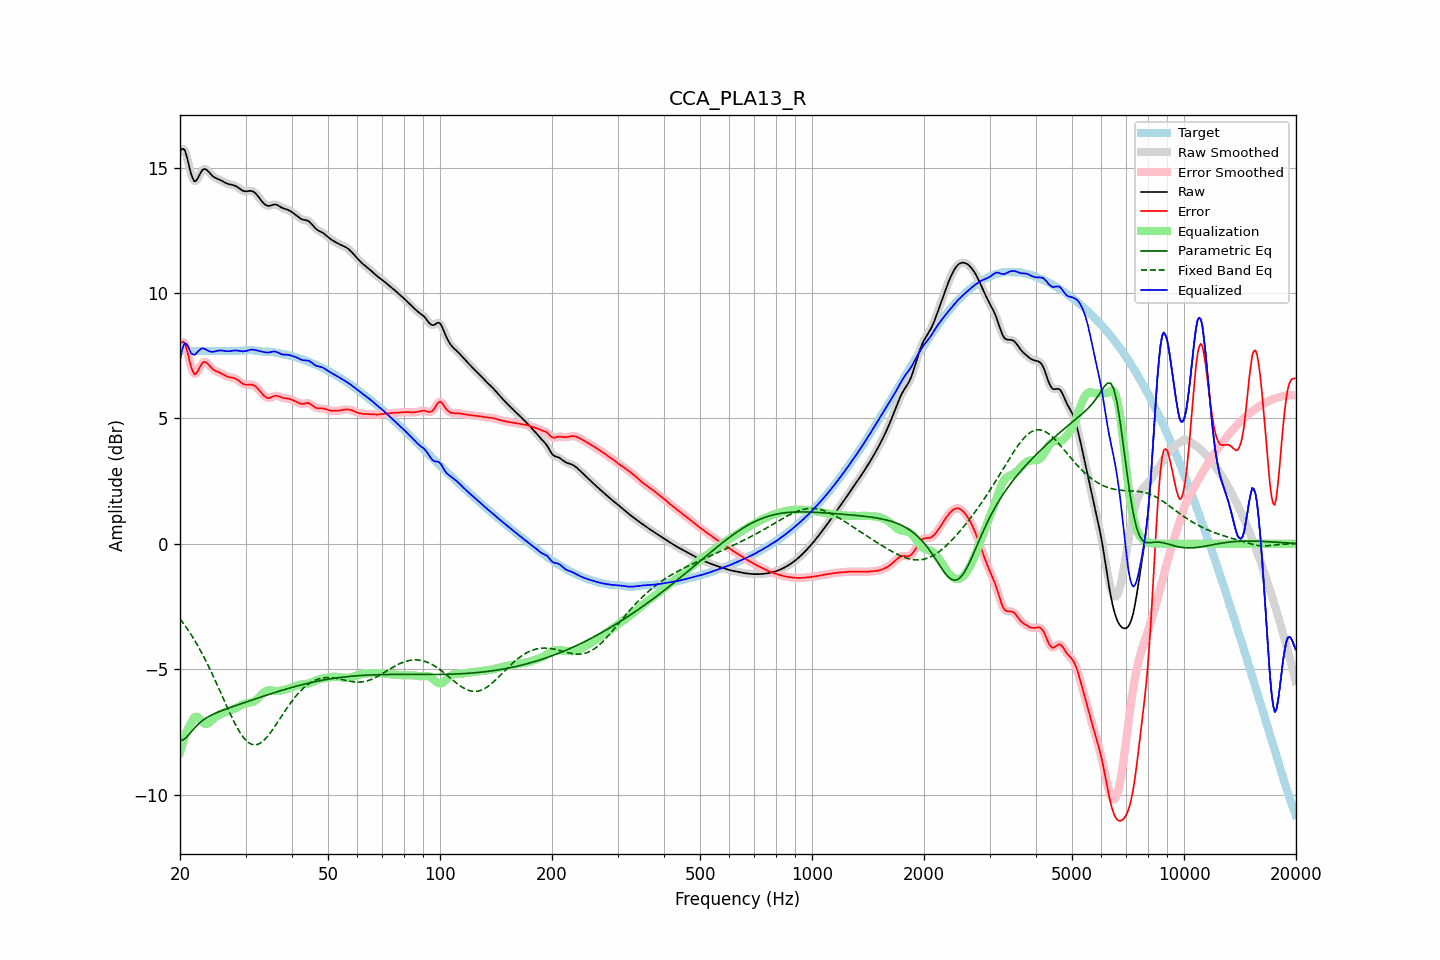 CCA_PLA13_R
Amplitude (dBr)
15
10
5
0
−5
−10
Target
Raw Smoothed
Error Smoothed
Raw
Error
Equalization
Parametric Eq
Fixed Band Eq
Equalized
20 50 100 200 500 1000 2000 5000 10000 20000
Frequency (Hz)